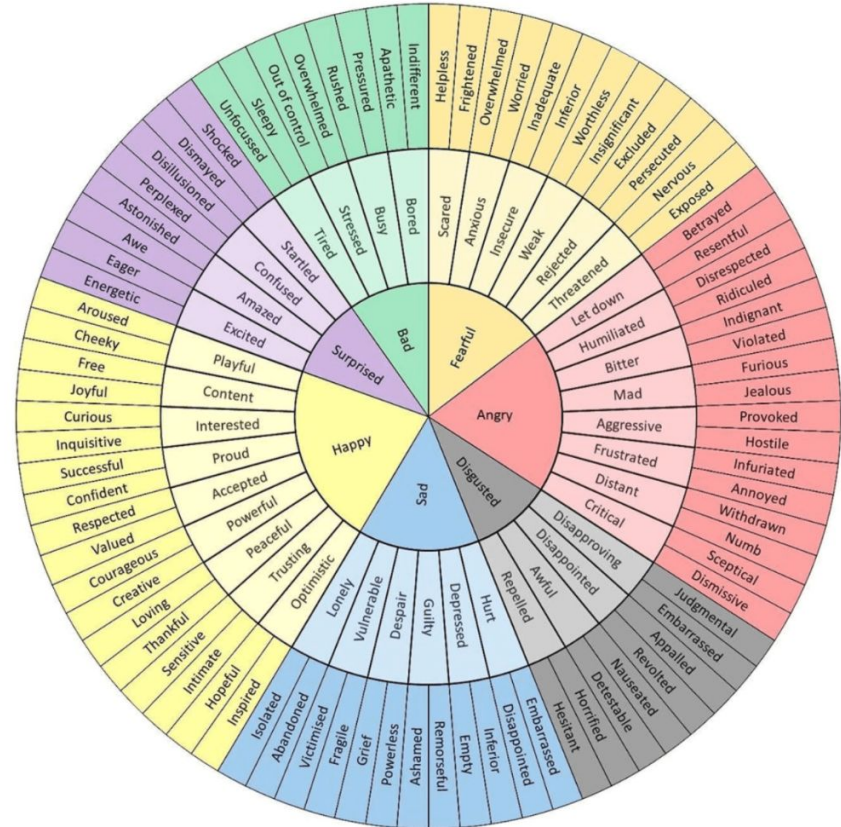 Fearful
Angry
Disgusted
Sad
Happy
Surprised
Bad
Scared
Anxious
Insecure
Weak
Rejected
Threatened
Let down
Humiliated
Bitter
Mad
Aggressive
Frustrated
Distant
Critical
Disapproving
Disappointed
Awful
Repelled
Hurt
Depressed
Guilty
Despair
Vulnerable
Lonely
Optimistic
Trusting
Peaceful
Powerful
Accepted
Proud
Interested
Content
Playful
Excited
Amazed
Confused
Startled
Tired
Stressed
Busy
Bored
Helpless
Frightened
Overwhelmed
Worried
Inadequate
Inferior
Worthless
Insignificant
Excluded
Persecuted
Nervous
Exposed
Betrayed
Resentful
Disrespected
Ridiculed
Indignant
Violated
Furious
Jealous
Provoked
Hostile
Infuriated
Annoyed
Withdrawn
Numb
Sceptical
Dismissive
Judgmental
Embarrassed
Appalled
Revolted
Nauseated
Detestable
Horrified
Hesitant
Embarrassed
Disappointed
Inferior
Empty
Remorseful
Ashamed
Powerless
Grief
Fragile
Victimised
Abandoned
Isolated
Inspired
Hopeful
Intimate
Sensitive
Thankful
Loving
Creative
Courageous
Valued
Respected
Confident
Successful
Inquisitive
Curious
Joyful
Free
Cheeky
Aroused
Energetic
Eager
Awe
Astonished
Perplexed
Disillusioned
Dismayed
Shocked
Unfocussed
Sleepy
Out of control
Overwhelmed
Rushed
Pressured
Apathetic
Indifferent